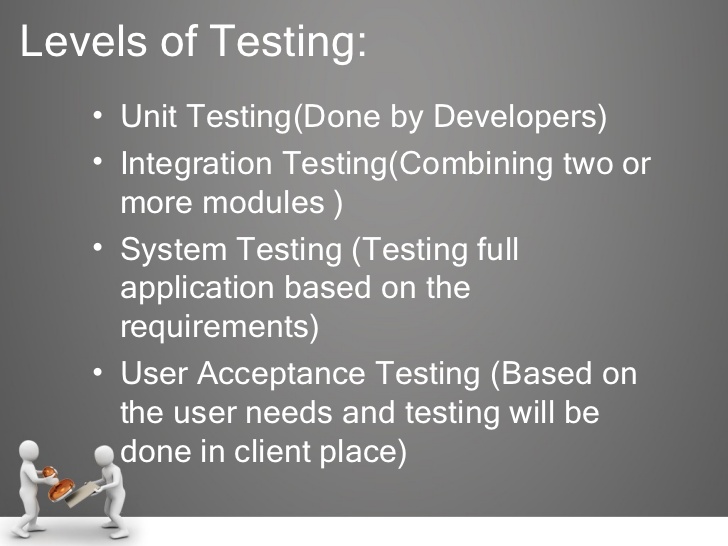 Levels of Testing:
• Unit Testing(Done by Developers)
• Integration Testing(Combining two or
more modules )
• System Testing (Testing full
application based on the
requirements)
• User Acceptance Testing (Based on
the user needs and testing will be
done in client place)